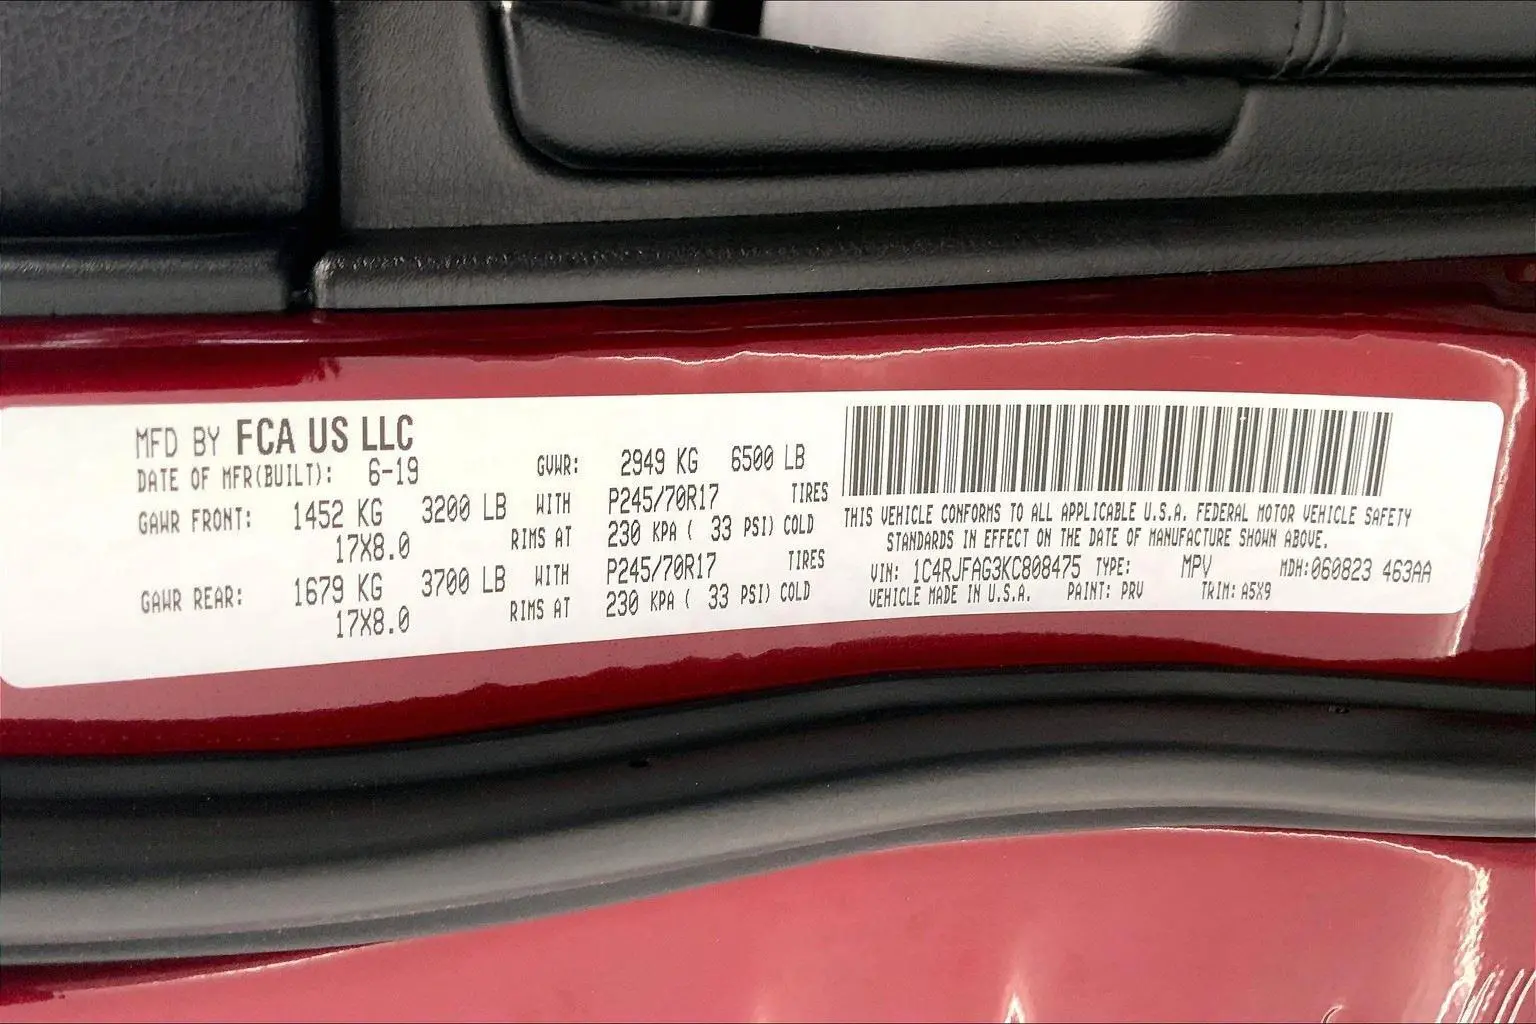 MFD BY FCA US LLC
DATE OF MFR(BUILT): 6-19 GVWR: 2949 KG 6500 LB
GAWR FRONT: 1452 KG 3200 LB WITH P245/70R17 TIRES
17X8.0 RIMS AT 230 KPA ( 33 PSI) COLD
GAWR REAR: 1679 KG 3700 LB WITH P245/70R17 TIRES
17X8.0 RIMS AT 230 KPA ( 33 PSI) COLD
THIS VEHICLE CONFORMS TO ALL APPLICABLE U.S.A. FEDERAL MOTOR VEHICLE SAFETY
STANDARDS IN EFFECT ON THE DATE OF MANUFACTURE SHOWN ABOVE.
VIN: 1C4RJFAG3KC808475 TYPE: MPV MDH:060823 463AA
VEHICLE MADE IN U.S.A. PAINT: PRV TRIM: A5X9